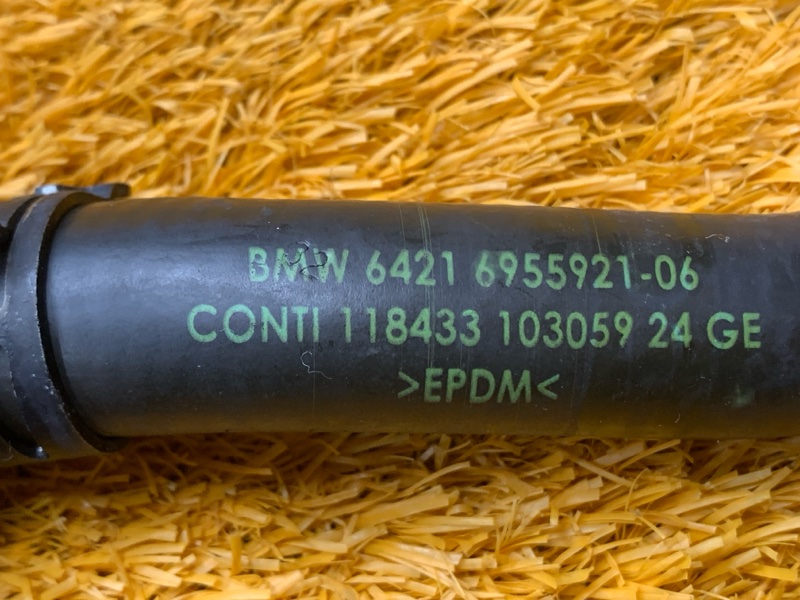 BMW 6421 6955921-06
CONTI 118433 103059 24 GE
>EPDM<